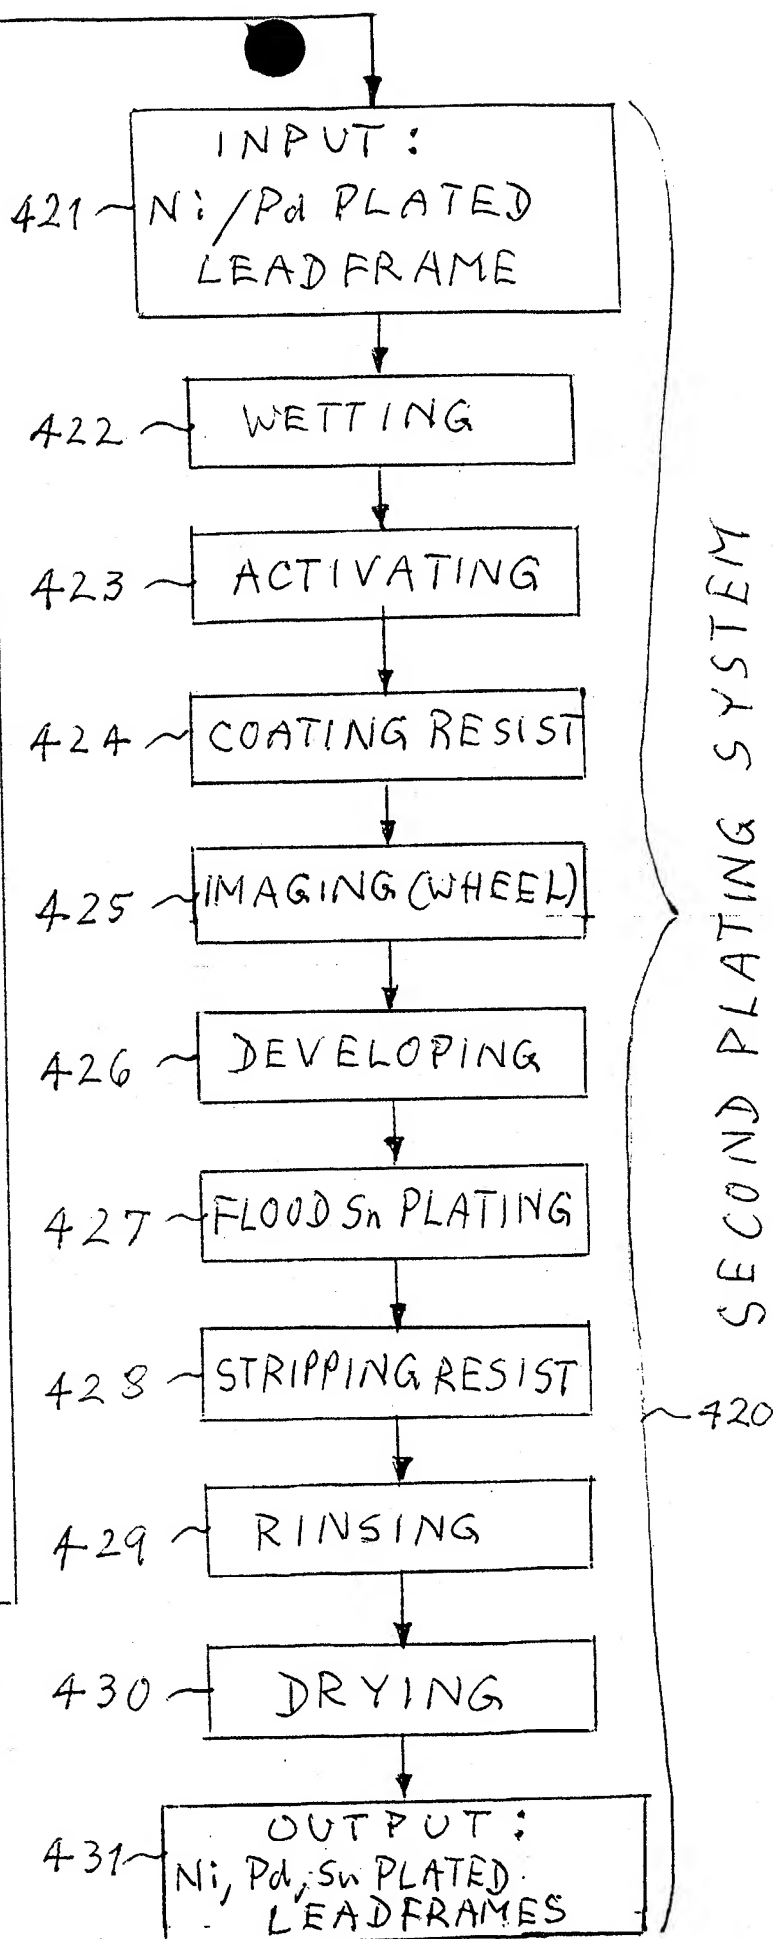 INPUT:
421 Ni/Pd PLATED
LEADFRAME
422 WETTING
423 ACTIVATING
424 COATING RESIST
425 IMAGING (WHEEL)
426 DEVELOPING
427 FLOOD Sn PLATING
428 STRIPPING RESIST
429 RINSING
430 DRYING
OUTPUT:
431 Ni, Pd, Sn PLATED
LEADFRAMES
SECOND PLATING SYSTEM
420